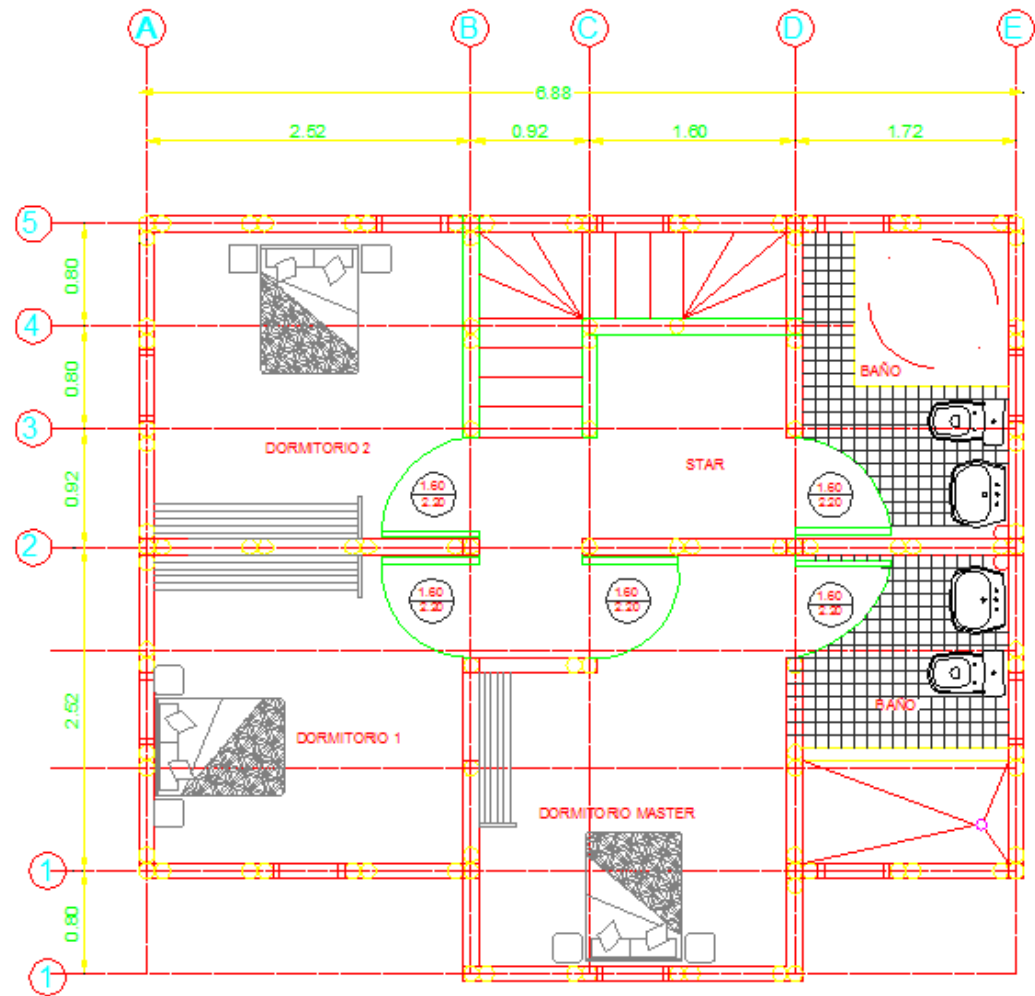 A B C D E
6.88
2.52 0.92 1.60 1.72
5
0.80
4
0.80
BAÑO
3
DORMITORIO 2
STAR
0.92
1.60
2.20
1.60
2.20
2
1.60
2.20
1.60
2.20
1.60
2.20
2.52
BAÑO
DORMITORIO 1
DORMITORIO MASTER
1
0.80
1